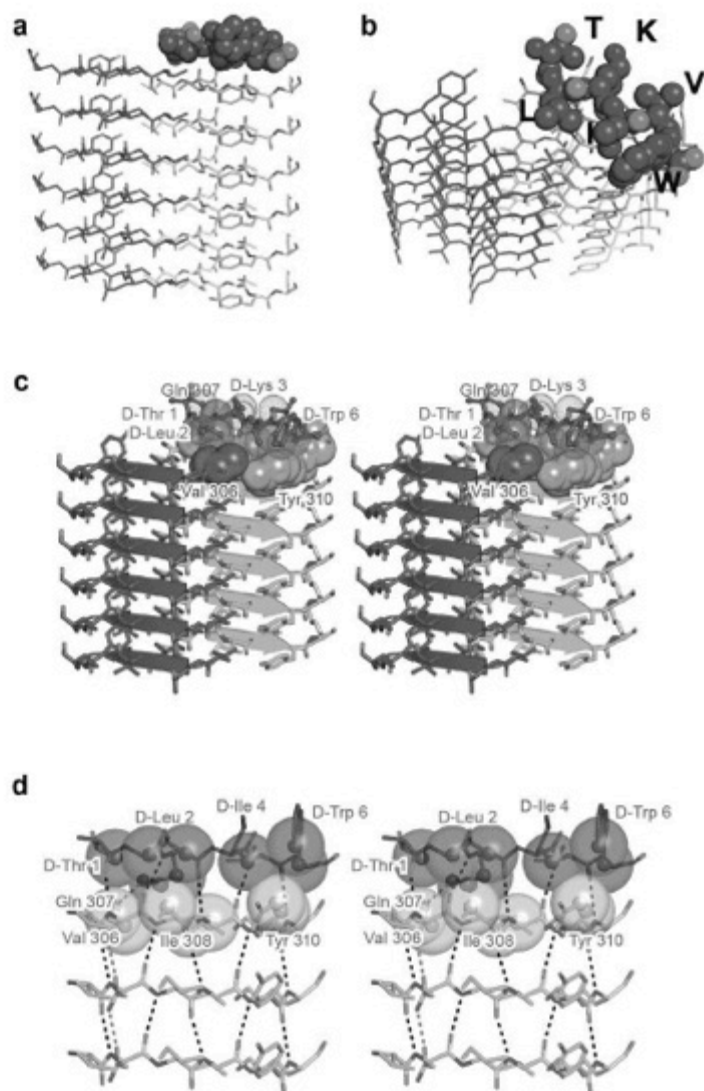 a
b
T K
V
L I
W
c
Gln 307 D-Lys 3
D-Thr 1 D-Trp 6
D-Leu 2
Val 306 Tyr 310
Gln 307 D-Lys 3
D-Thr 1 D-Trp 6
D-Leu 2
Val 306 Tyr 310
d
D-Leu 2 D-Ile 4
D-Trp 6
D-Thr 1
Gln 307
Val 306 Ile 308 Tyr 310
D-Leu 2 D-Ile 4
D-Trp 6
D-Thr 1
Gln 307
Val 306 Ile 308 Tyr 310